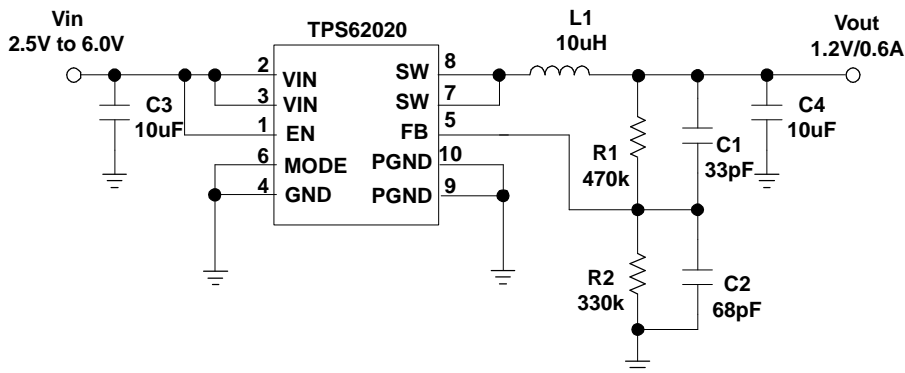 Vin
2.5V to 6.0V
TPS62020
L1
10uH
Vout
1.2V/0.6A
2
VIN
3
VIN
1
EN
6
MODE
4
GND
SW
8
SW
7
FB
5
PGND
10
PGND
9
C3
10uF
R1
470k
C1
33pF
C4
10uF
R2
330k
C2
68pF